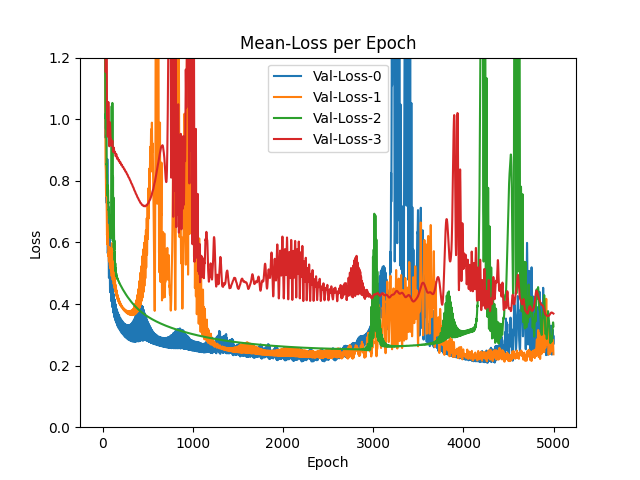 Mean-Loss per Epoch
1.2
1.0
0.8
0.6
0.4
0.2
0.0
Loss
Val-Loss-0
Val-Loss-1
Val-Loss-2
Val-Loss-3
0 1000 2000 3000 4000 5000
Epoch